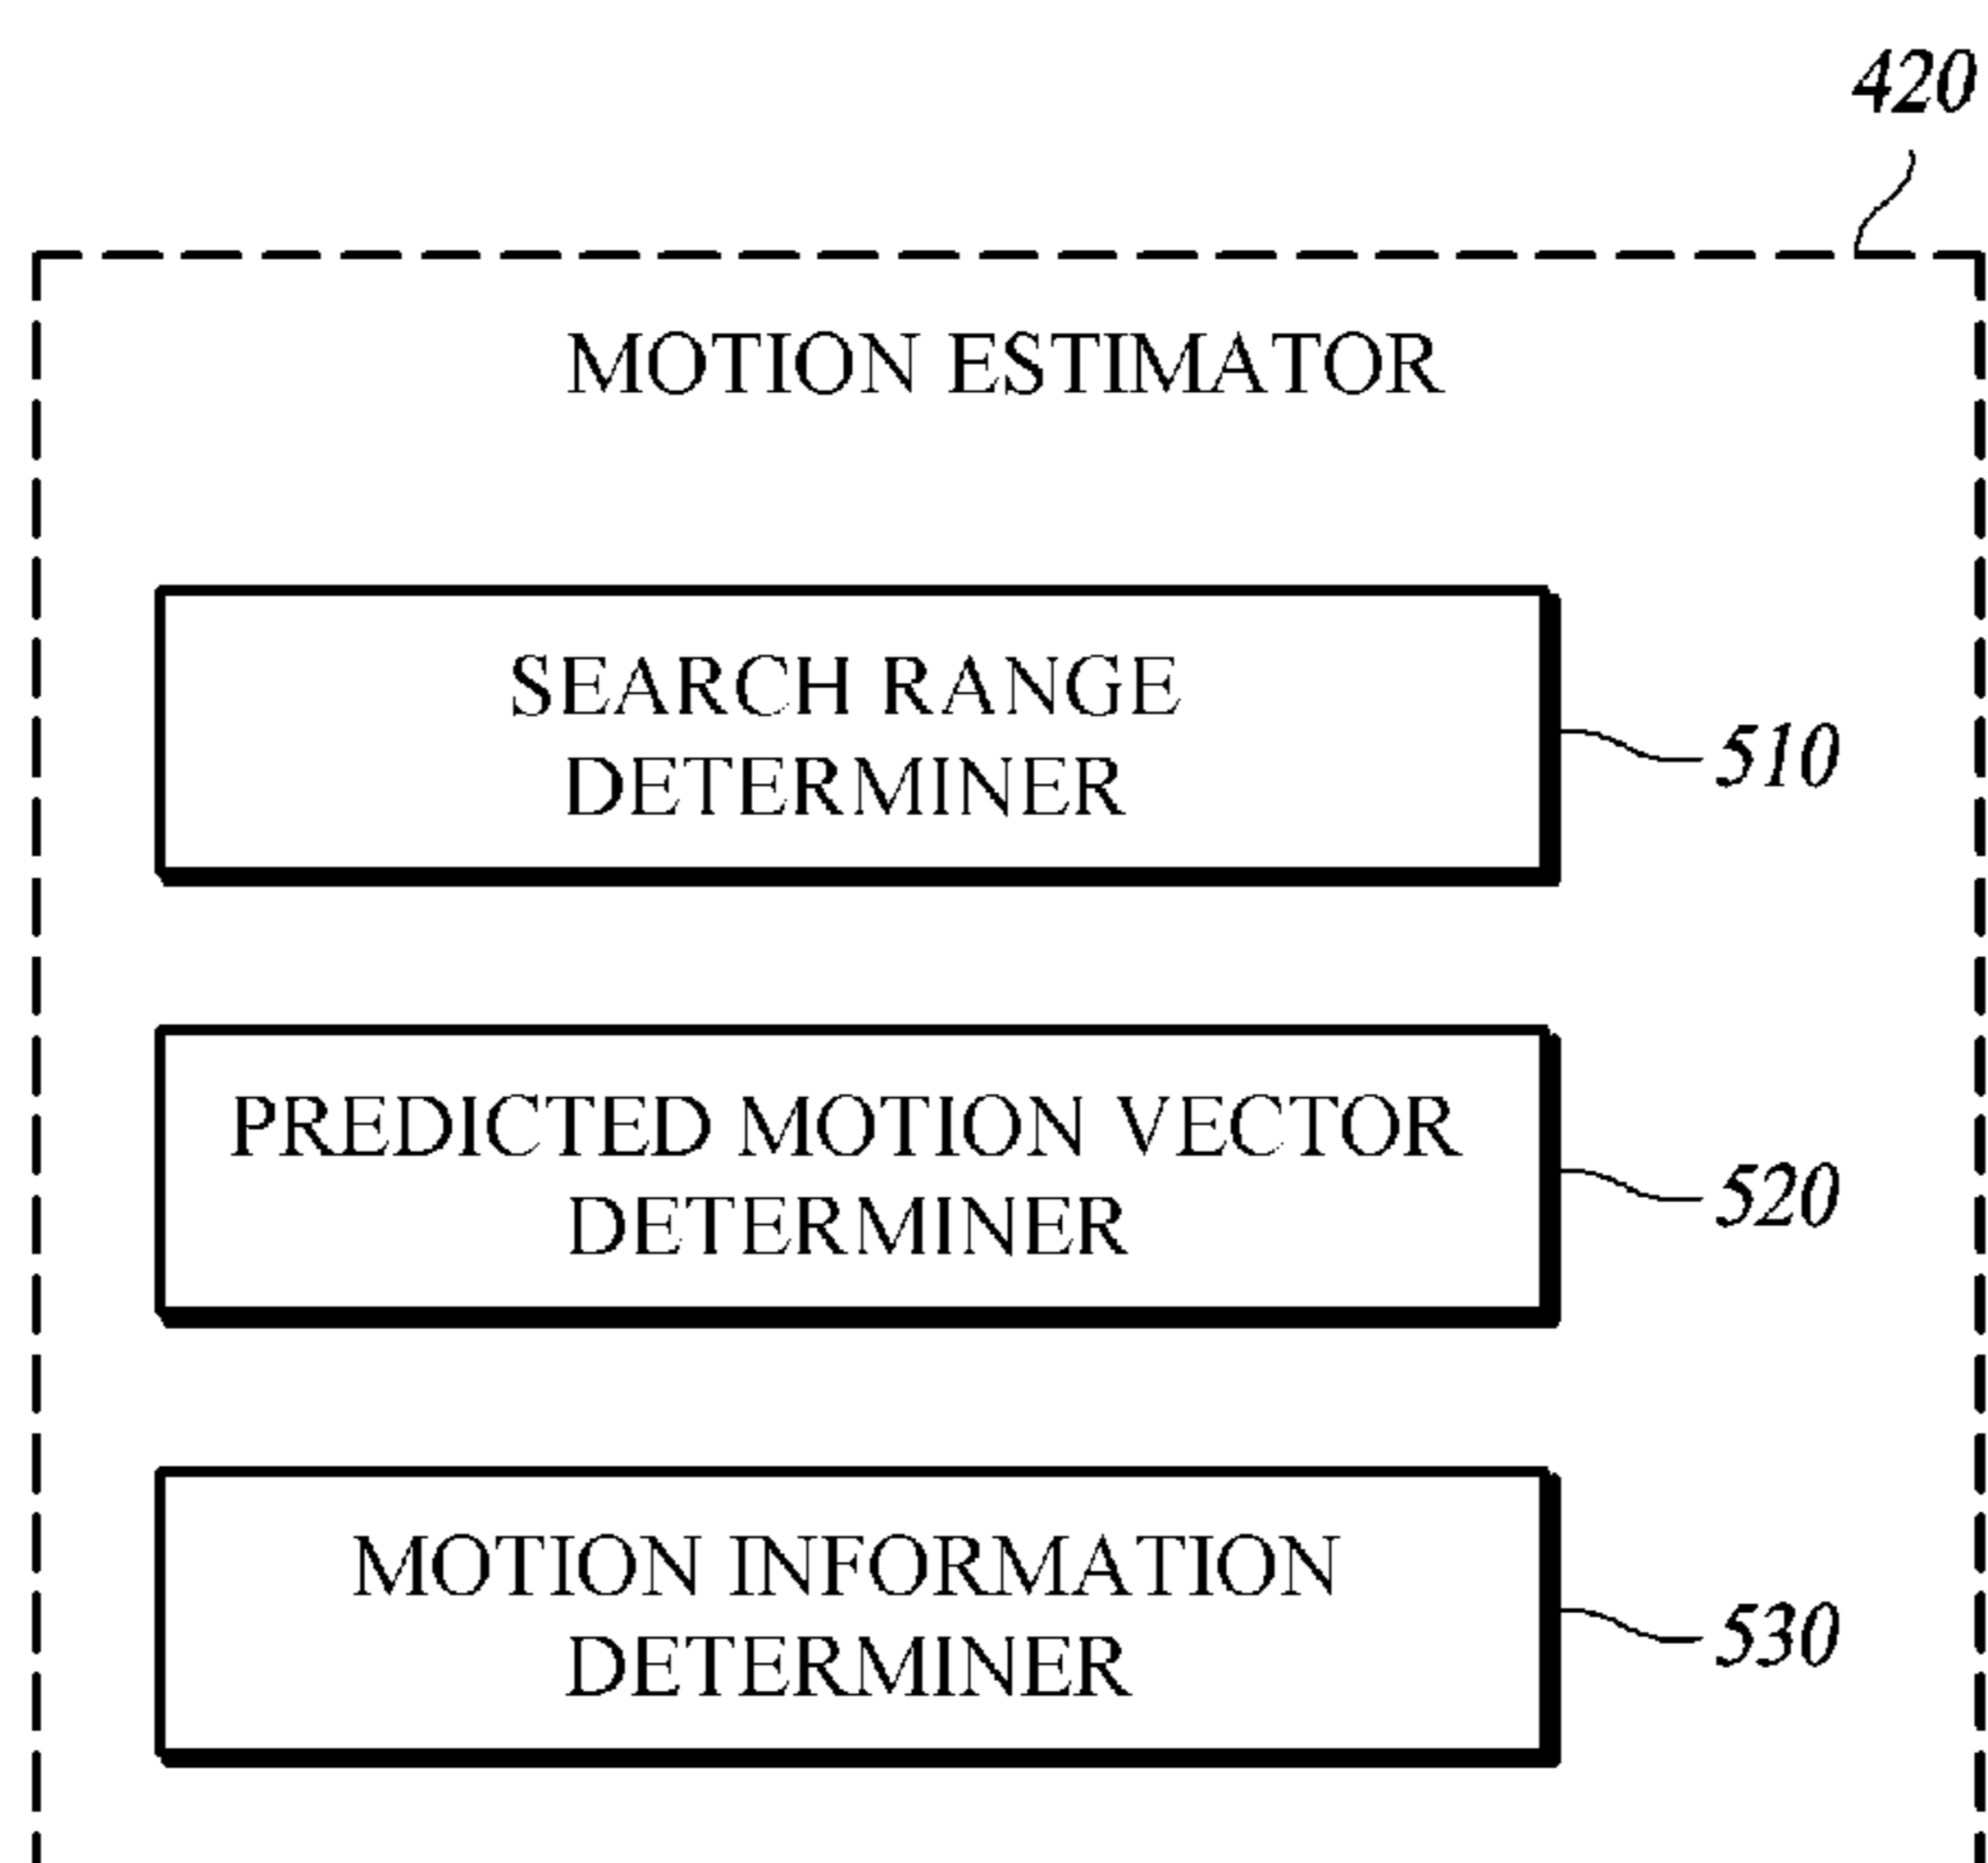 420
MOTION ESTIMATOR
SEARCH RANGE
DETERMINER
510
PREDICTED MOTION VECTOR
DETERMINER
520
MOTION INFORMATION
DETERMINER
530